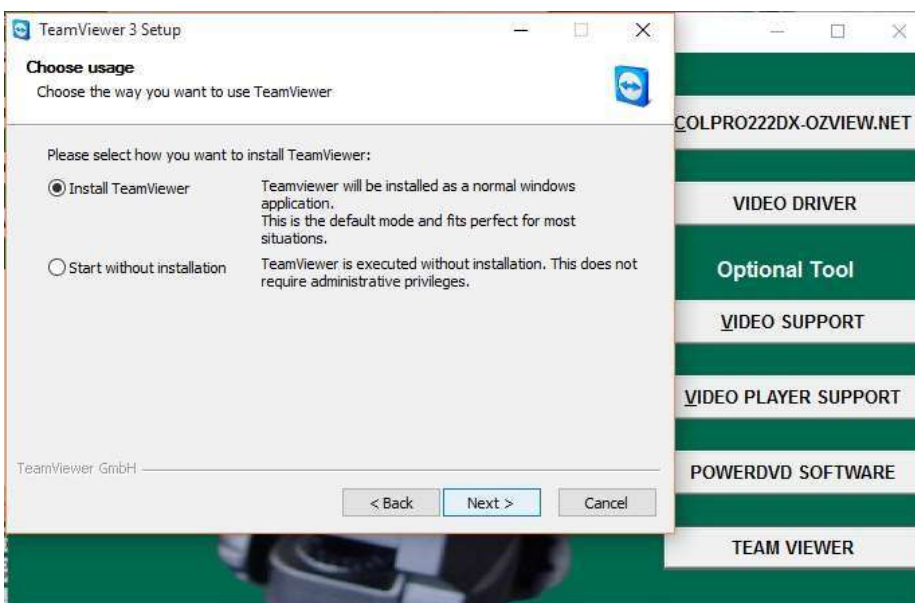 TeamViewer 3 Setup
Choose usage
Choose the way you want to use TeamViewer
Please select how you want to install TeamViewer:
Install TeamViewer
Teamviewer will be installed as a normal windows
application.
This is the default mode and fits perfect for most
situations.
Start without installation
TeamViewer is executed without installation. This does not
require administrative privileges.
TeamViewer GmbH
< Back
Next >
Cancel
COLPRO222DX-OZVIEW.NET
VIDEO DRIVER
Optional Tool
VIDEO SUPPORT
VIDEO PLAYER SUPPORT
POWERDVD SOFTWARE
TEAM VIEWER